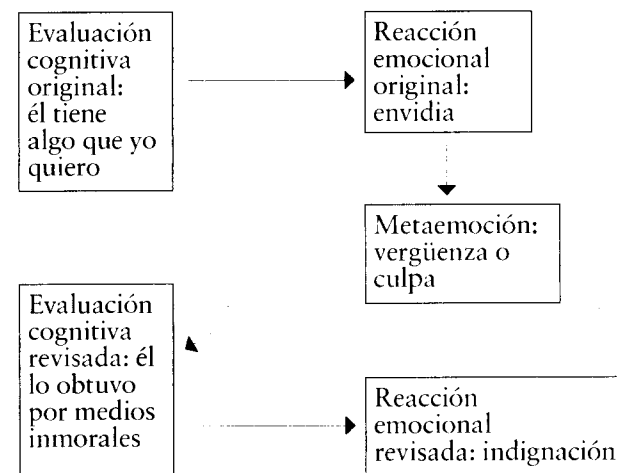 Evaluación
cognitiva
original:
él tiene
algo que yo
quiero
Reacción
emocional
original:
envidia
Metaemoción:
vergüenza o
culpa
Evaluación
cognitiva
revisada: él
lo obtuvo
por medios
inmorales
Reacción
emocional
revisada: indignación